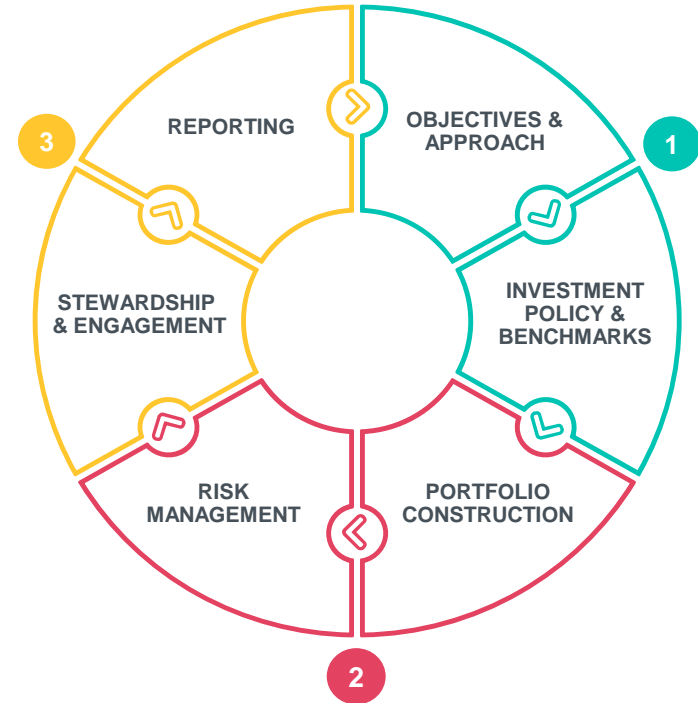 REPORTING
OBJECTIVES &
APPROACH
1
INVESTMENT
POLICY &
BENCHMARKS
PORTFOLIO
CONSTRUCTION
2
RISK
MANAGEMENT
STEWARDSHIP
& ENGAGEMENT
3